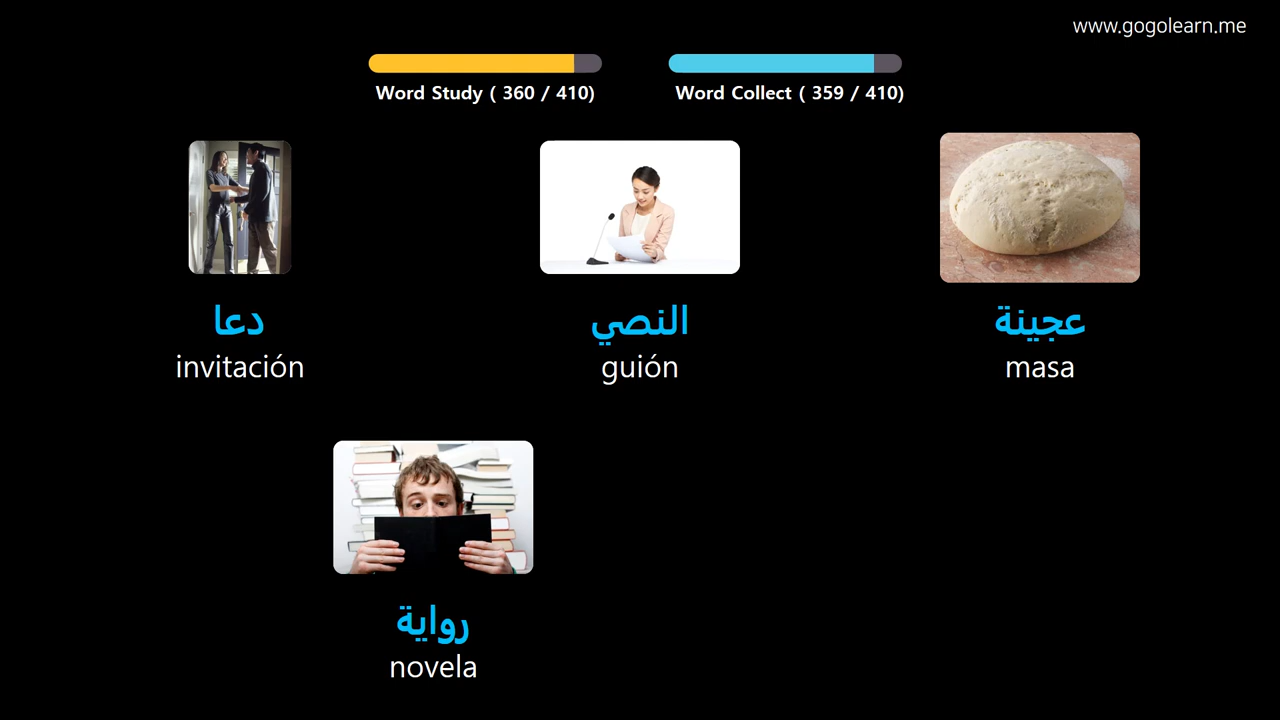 www.gogolearn.me
Word Study ( 360 / 410)
Word Collect ( 359 / 410)
دعا
invitación
النصي
guión
عجينة
masa
رواية
novela